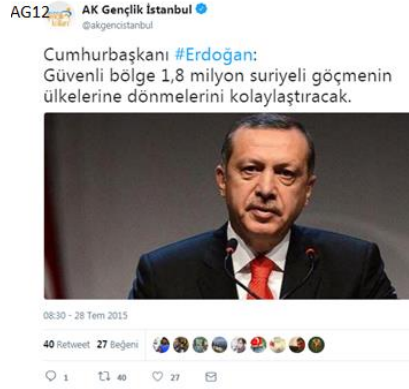 AG12
AK Gençlik İstanbul
@akgencistanbul
Cumhurbaşkanı #Erdoğan:
Güvenli bölge 1,8 milyon suriyeli göçmenin
ülkelerine dönmelerini kolaylaştıracak.
08:30 - 28 Tem 2015
40 Retweet 27 Beğeni
1 40 27